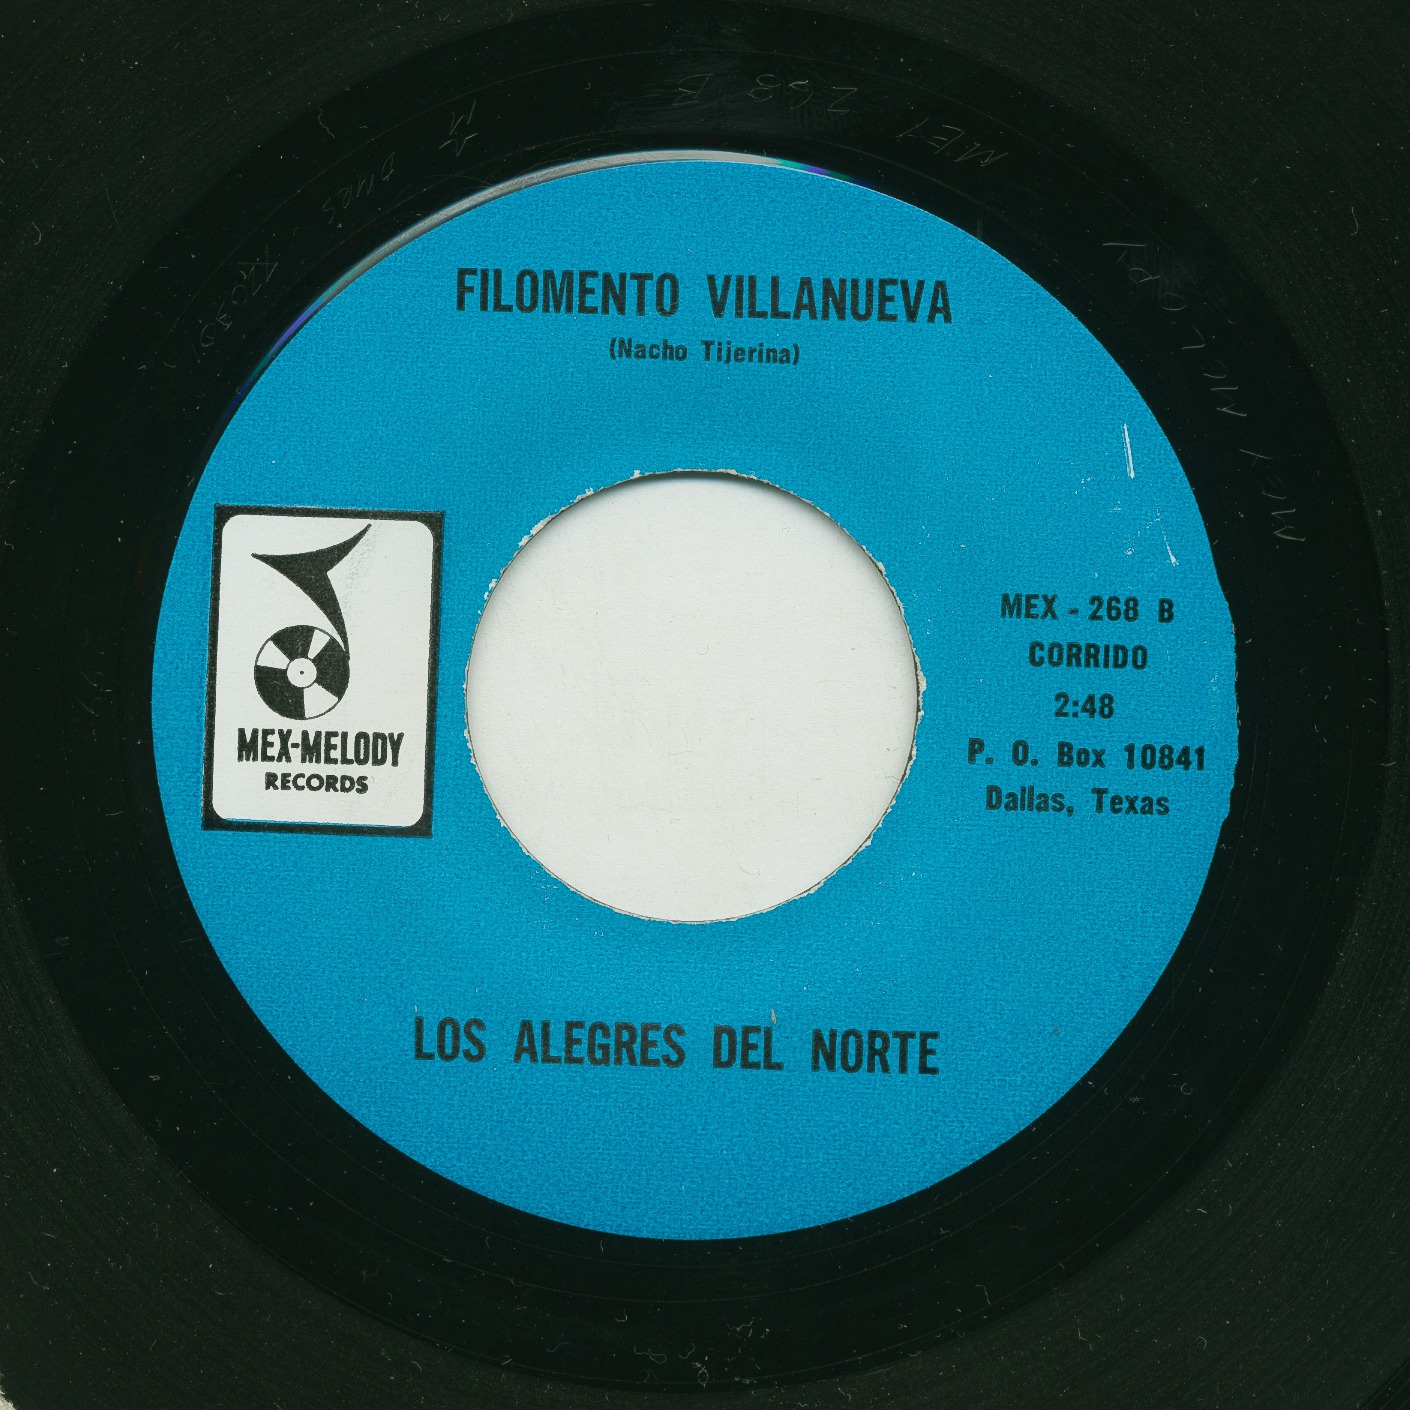 FILOMENTO VILLANUEVA
(Nacho Tijerina)
MEX-MELODY
RECORDS
MEX - 268 B
CORRIDO
2:48
P. O. Box 10841
Dallas, Texas
LOS ALEGRES DEL NORTE